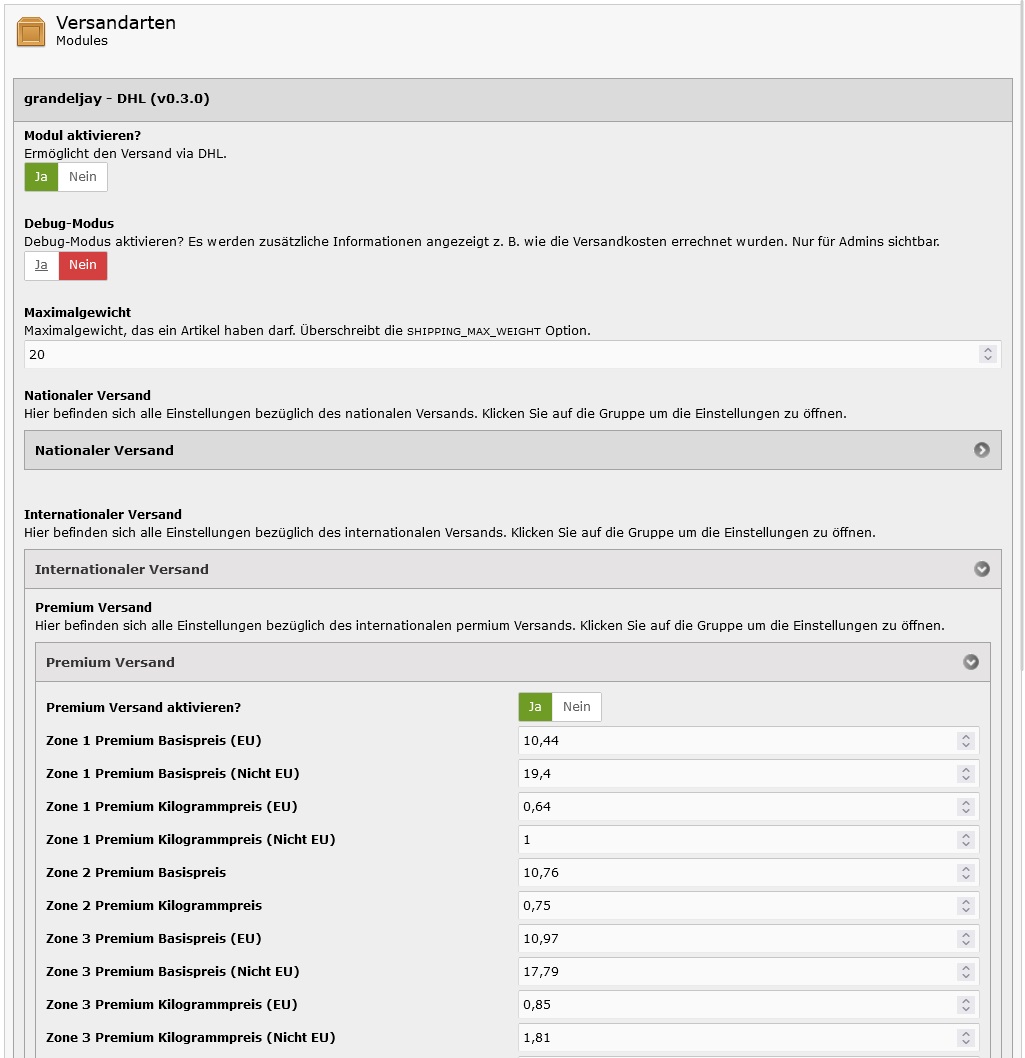 Versandarten
Modules
grandeljay - DHL (v0.3.0)
Modul aktivieren?
Ermöglicht den Versand via DHL.
Ja Nein
Debug-Modus
Debug-Modus aktivieren? Es werden zusätzliche Informationen angezeigt z. B. wie die Versandkosten errechnet wurden. Nur für Admins sichtbar.
Ja Nein
Maximalgewicht
Maximalgewicht, das ein Artikel haben darf. Überschreibt die SHIPPING_MAX_WEIGHT Option.
20
Nationaler Versand
Hier befinden sich alle Einstellungen bezüglich des nationalen Versands. Klicken Sie auf die Gruppe um die Einstellungen zu öffnen.
Nationaler Versand
Internationaler Versand
Hier befinden sich alle Einstellungen bezüglich des internationalen Versands. Klicken Sie auf die Gruppe um die Einstellungen zu öffnen.
Internationaler Versand
Premium Versand
Hier befinden sich alle Einstellungen bezüglich des internationalen permium Versands. Klicken Sie auf die Gruppe um die Einstellungen zu öffnen.
Premium Versand
Premium Versand aktivieren? Ja Nein
Zone 1 Premium Basispreis (EU) 10,44
Zone 1 Premium Basispreis (Nicht EU) 19,4
Zone 1 Premium Kilogrammpreis (EU) 0,64
Zone 1 Premium Kilogrammpreis (Nicht EU) 1
Zone 2 Premium Basispreis 10,76
Zone 2 Premium Kilogrammpreis 0,75
Zone 3 Premium Basispreis (EU) 10,97
Zone 3 Premium Basispreis (Nicht EU) 17,79
Zone 3 Premium Kilogrammpreis (EU) 0,85
Zone 3 Premium Kilogrammpreis (Nicht EU) 1,81